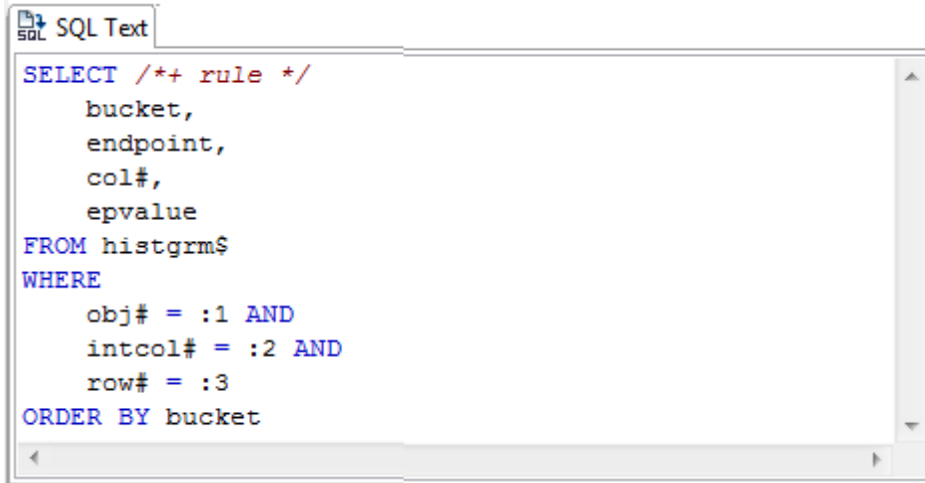 SQL SQL Text
SELECT /*+ rule */
    bucket,
    endpoint,
    col#,
    epvalue
FROM histgrm$
WHERE
    obj# = :1 AND
    intcol# = :2 AND
    row# = :3
ORDER BY bucket